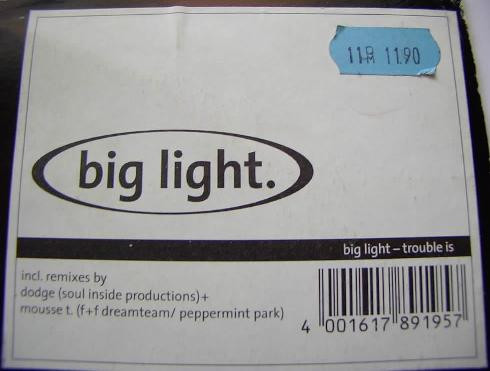 11.90
big light.
big light – trouble is
incl. remixes by
dodge (soul inside productions)+
mousse t. (f+f dreamteam/ peppermint park)
4 001617 891957